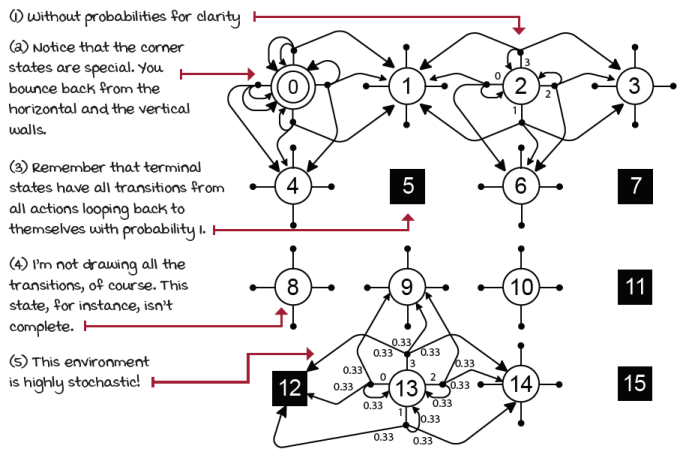 (1) Without probabilities for clarity
(2) Notice that the corner
states are special. You
bounce back from the
horizontal and the vertical
walls.
(3) Remember that terminal
states have all transitions from
all actions looping back to
themselves with probability 1.
(4) I'm not drawing all the
transitions, of course. This
state, for instance, isn't
complete.
(5) This environment
is highly stochastic!
3
0
1
0
2
2
1
3
4
5
6
7
8
9
10
11
0.33
0.33
0.33
3
0.33
0.33
0.33
12
0
13
2
0.33
14
15
0.33
0.33
1
0.33
0.33
0.33